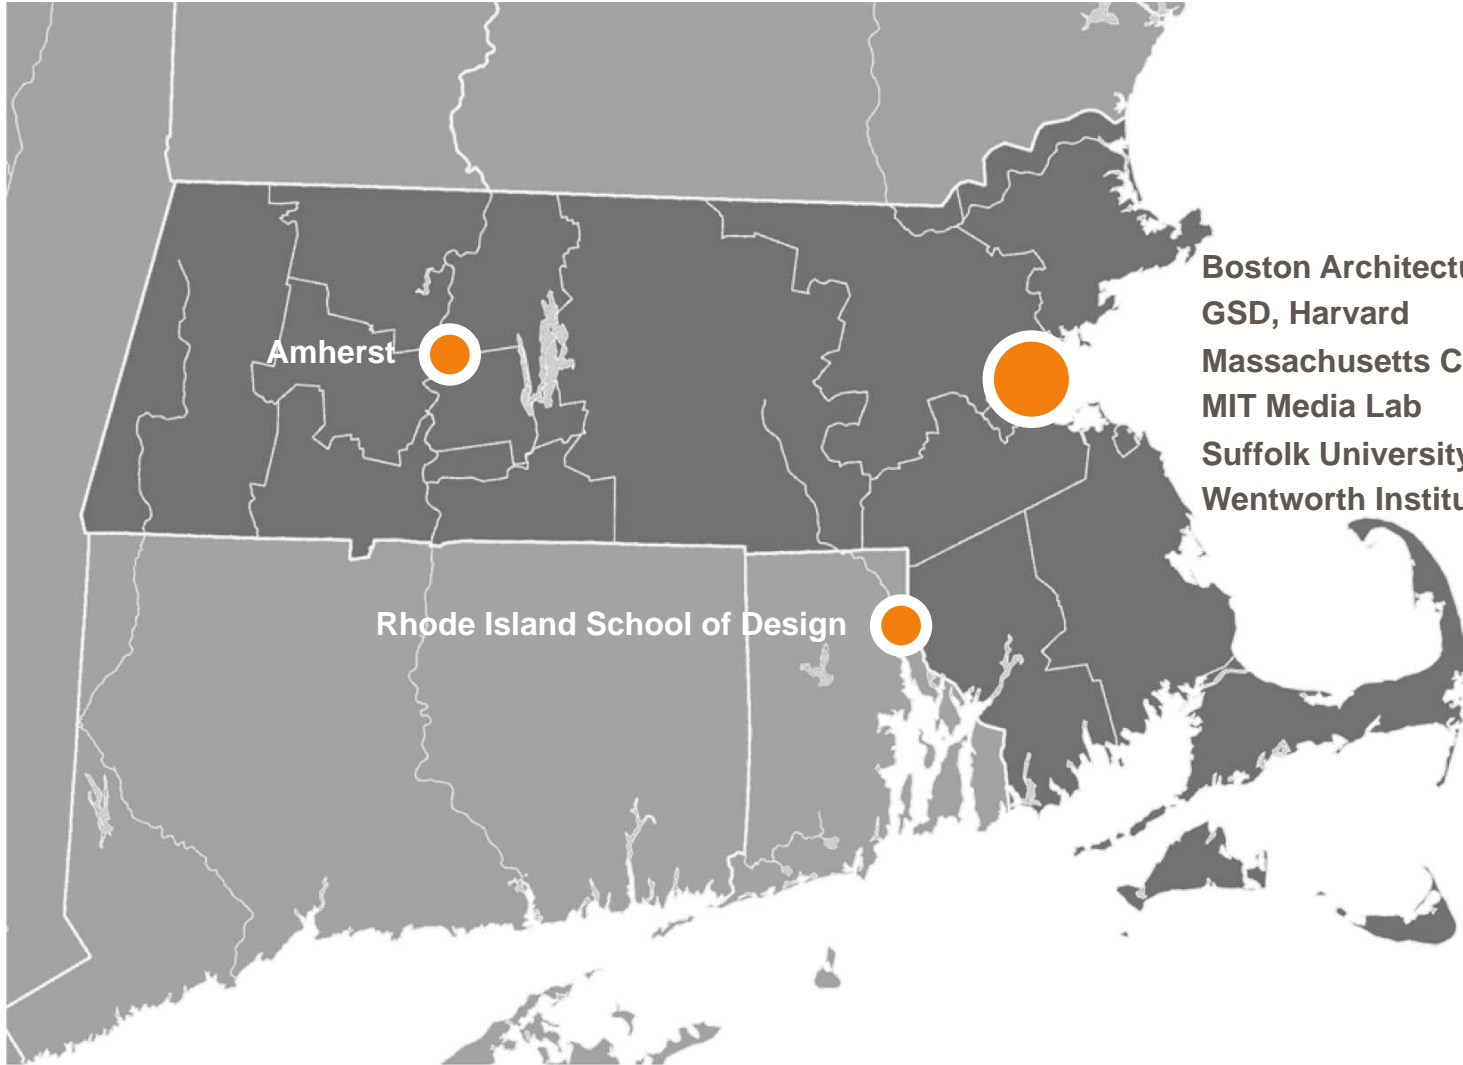 Boston Architectu
GSD, Harvard
Massachusetts C
MIT Media Lab
Suffolk University
Wentworth Institu
Amherst
Rhode Island School of Design